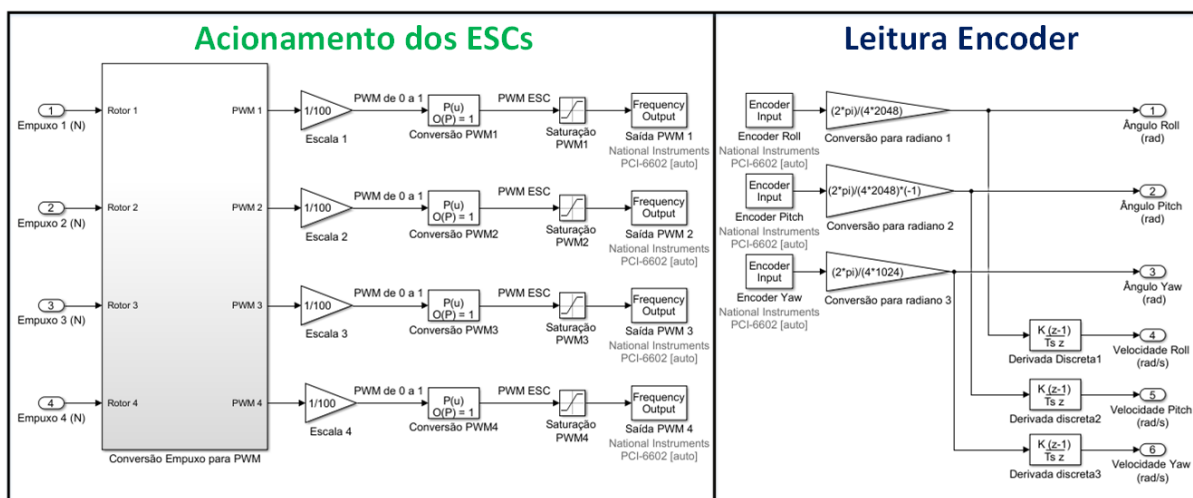 Acionamento dos ESCs
1
Empuxo 1 (N)
Rotor 1
PWM 1
1/100
Escala 1
PWM de 0 a 1
P(u)
O(P) = 1
Conversão PWM1
PWM ESC
Saturação
PWM1
Frequency
Output
Saída PWM 1
National Instruments
PCI-6602 [auto]
2
Empuxo 2 (N)
Rotor 2
PWM 2
1/100
Escala 2
PWM de 0 a 1
P(u)
O(P) = 1
Conversão PWM2
PWM ESC
Saturação
PWM2
Frequency
Output
Saída PWM 2
National Instruments
PCI-6602 [auto]
3
Empuxo 3 (N)
Rotor 3
PWM 3
1/100
Escala 3
PWM de 0 a 1
P(u)
O(P) = 1
Conversão PWM3
PWM ESC
Saturação
PWM3
Frequency
Output
Saída PWM 3
National Instruments
PCI-6602 [auto]
4
Empuxo 4 (N)
Rotor 4
PWM 4
1/100
Escala 4
PWM de 0 a 1
P(u)
O(P) = 1
Conversão PWM4
PWM ESC
Saturação
PWM4
Frequency
Output
Saída PWM 4
National Instruments
PCI-6602 [auto]
Conversão Empuxo para PWM
Leitura Encoder
Encoder
Input
Encoder Roll
National Instruments
PCI-6602 [auto]
(2*pi)/(4*2048)
Conversão para radiano 1
1
Ângulo Roll
(rad)
Encoder
Input
Encoder Pitch
National Instruments
PCI-6602 [auto]
(2*pi)/(4*2048)*(-1)
Conversão para radiano 2
2
Ângulo Pitch
(rad)
Encoder
Input
Encoder Yaw
National Instruments
PCI-6602 [auto]
(2*pi)/(4*1024)
Conversão para radiano 3
3
Ângulo Yaw
(rad)
K (z-1)
Ts z
Derivada Discreta1
4
Velocidade Roll
(rad/s)
K (z-1)
Ts z
Derivada discreta2
5
Velocidade Pitch
(rad/s)
K (z-1)
Ts z
Derivada discreta3
6
Velocidade Yaw
(rad/s)